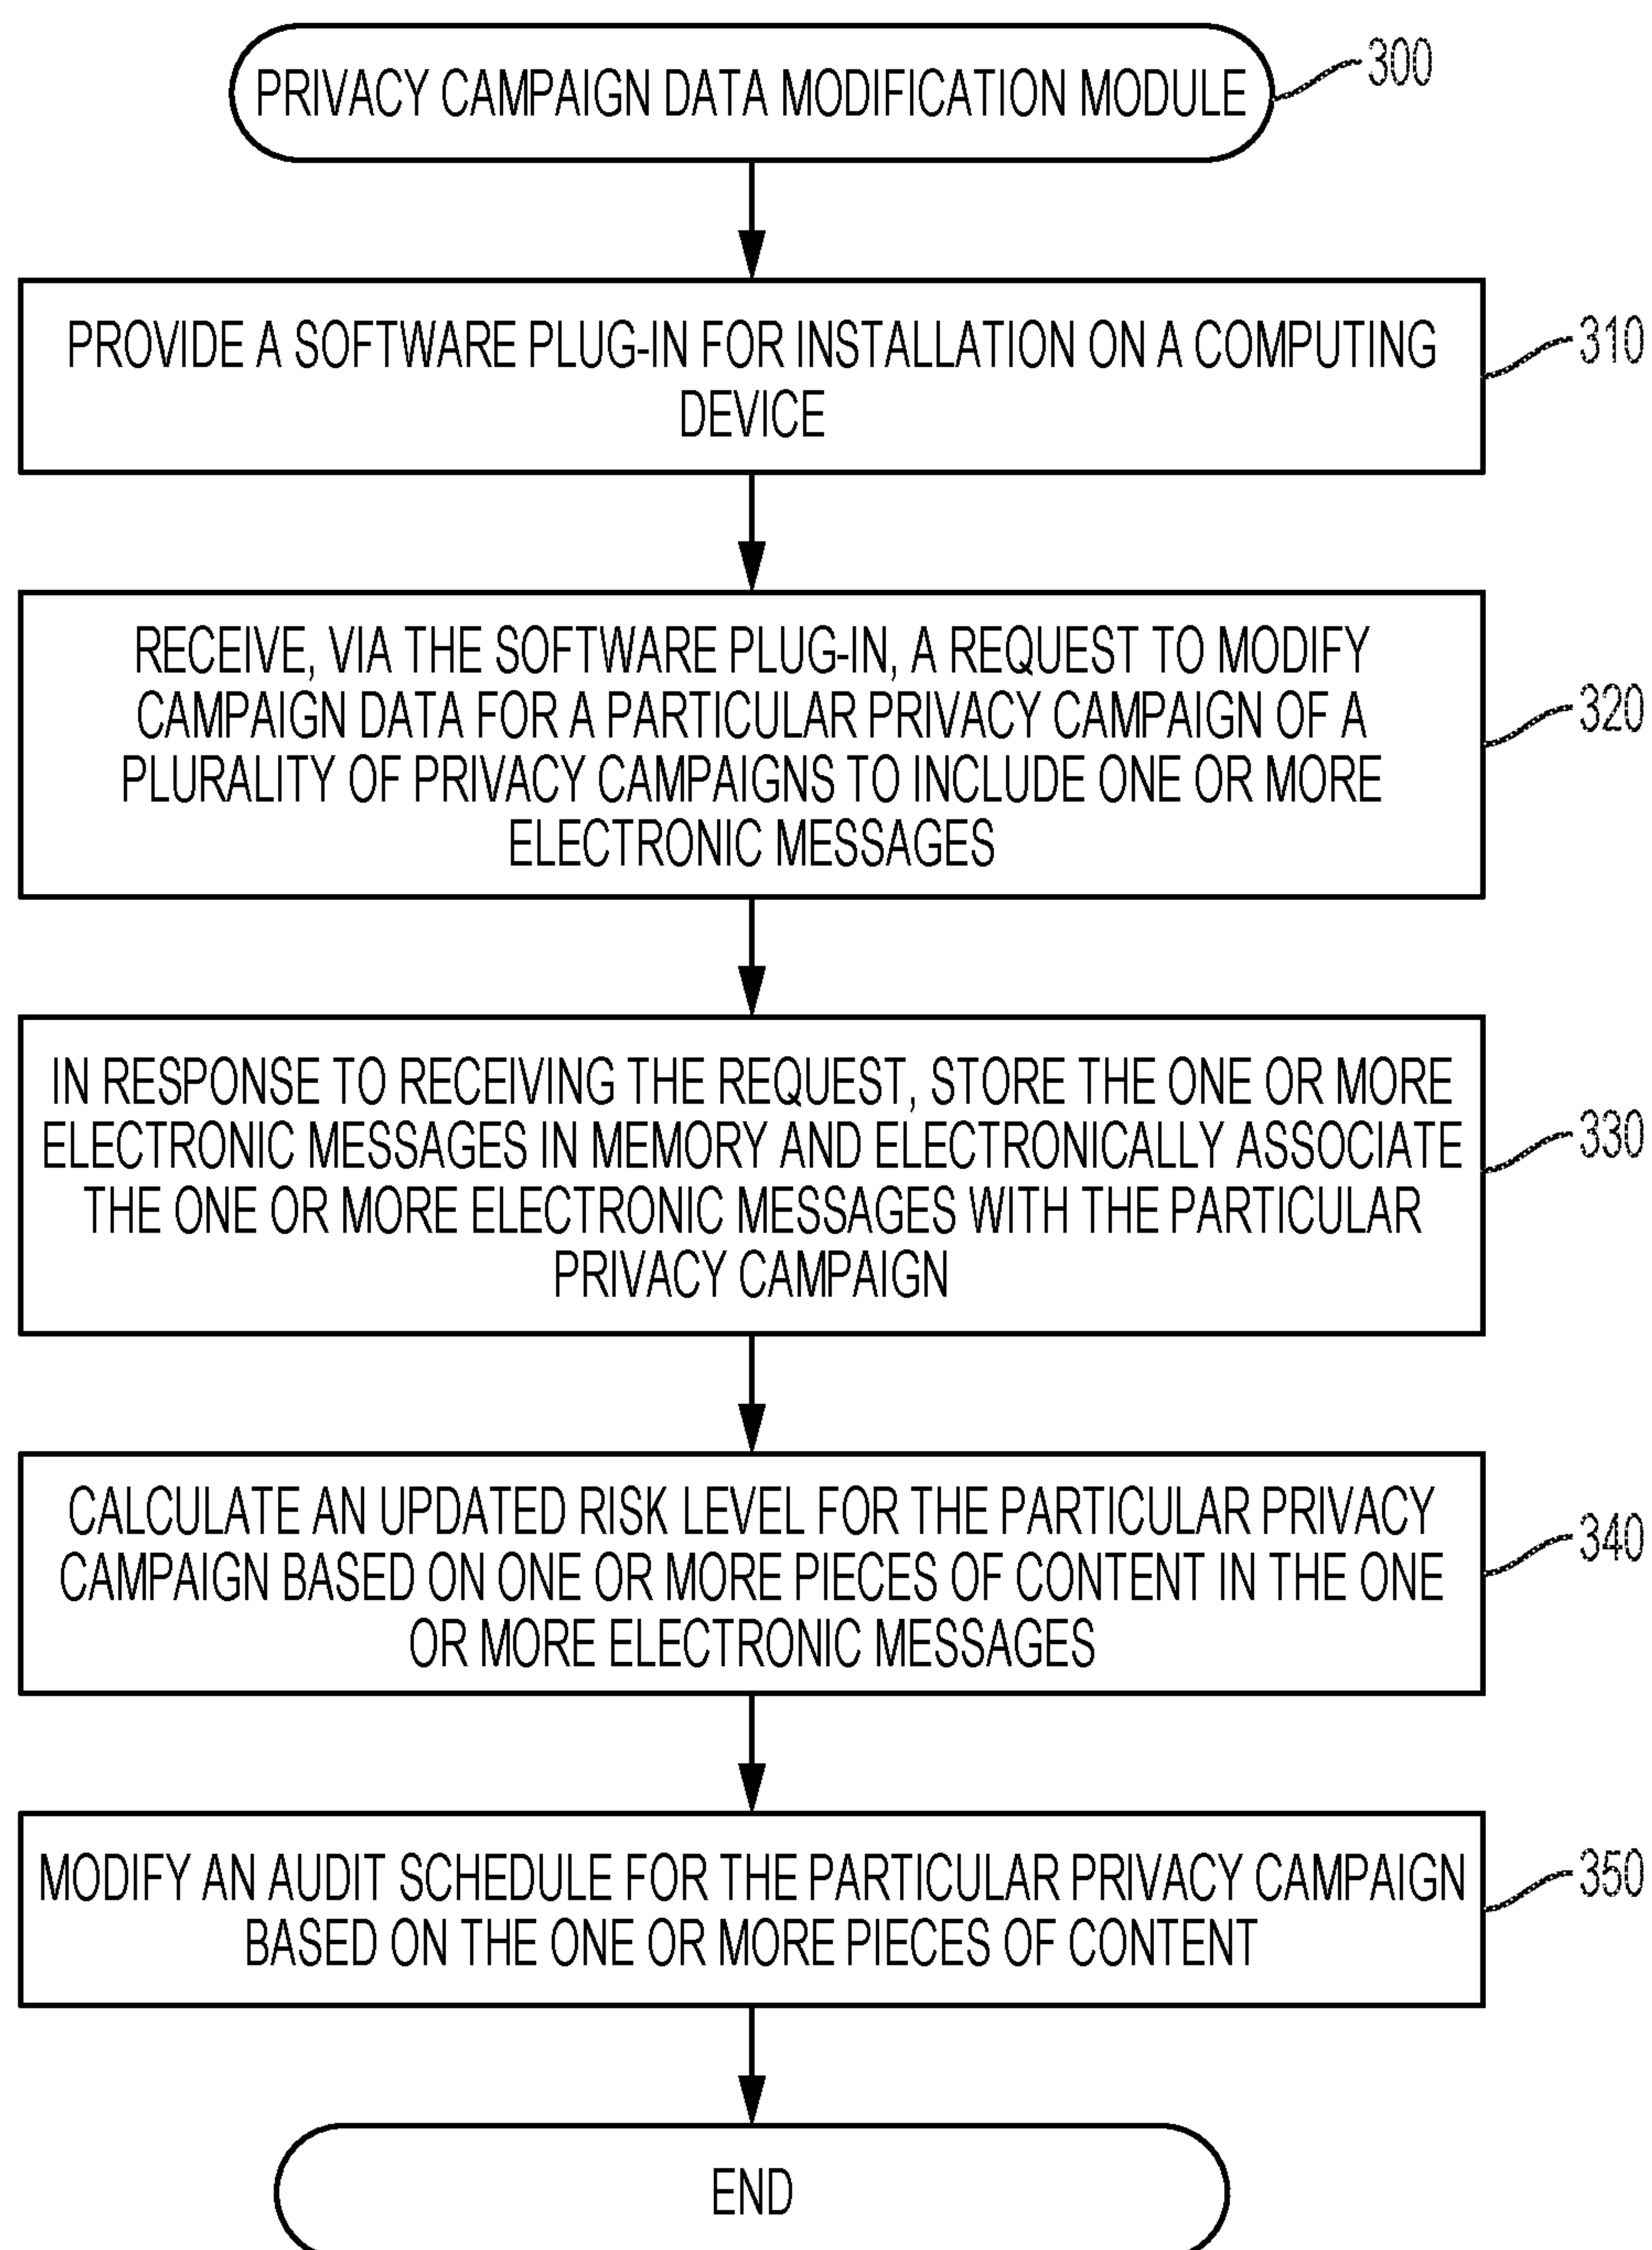 PRIVACY CAMPAIGN DATA MODIFICATION MODULE
300
PROVIDE A SOFTWARE PLUG-IN FOR INSTALLATION ON A COMPUTING
DEVICE
310
RECEIVE, VIA THE SOFTWARE PLUG-IN, A REQUEST TO MODIFY
CAMPAIGN DATA FOR A PARTICULAR PRIVACY CAMPAIGN OF A
PLURALITY OF PRIVACY CAMPAIGNS TO INCLUDE ONE OR MORE
ELECTRONIC MESSAGES
320
IN RESPONSE TO RECEIVING THE REQUEST, STORE THE ONE OR MORE
ELECTRONIC MESSAGES IN MEMORY AND ELECTRONICALLY ASSOCIATE
THE ONE OR MORE ELECTRONIC MESSAGES WITH THE PARTICULAR
PRIVACY CAMPAIGN
330
CALCULATE AN UPDATED RISK LEVEL FOR THE PARTICULAR PRIVACY
CAMPAIGN BASED ON ONE OR MORE PIECES OF CONTENT IN THE ONE
OR MORE ELECTRONIC MESSAGES
340
MODIFY AN AUDIT SCHEDULE FOR THE PARTICULAR PRIVACY CAMPAIGN
BASED ON THE ONE OR MORE PIECES OF CONTENT
350
END